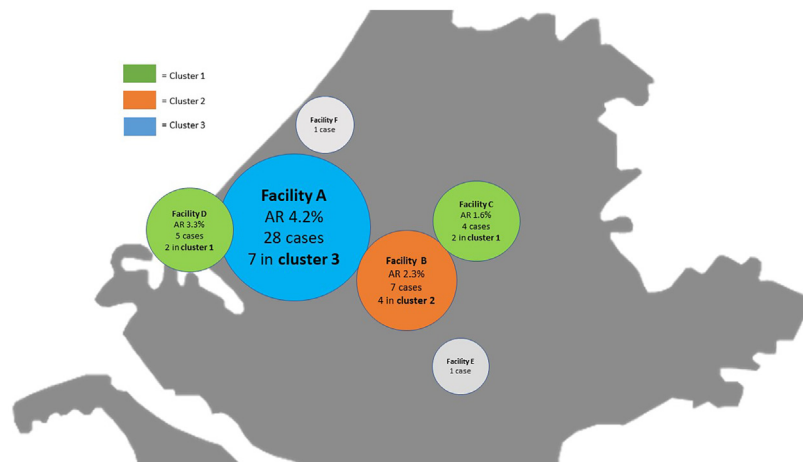 = Cluster 1
= Cluster 2
= Cluster 3
Facility F
1 case
Facility A
AR 4.2%
28 cases
7 in cluster 3
Facility D
AR 3.3%
5 cases
2 in cluster 1
Facility C
AR 1.6%
4 cases
2 in cluster 1
Facility B
AR 2.3%
7 cases
4 in cluster 2
Facility E
1 case